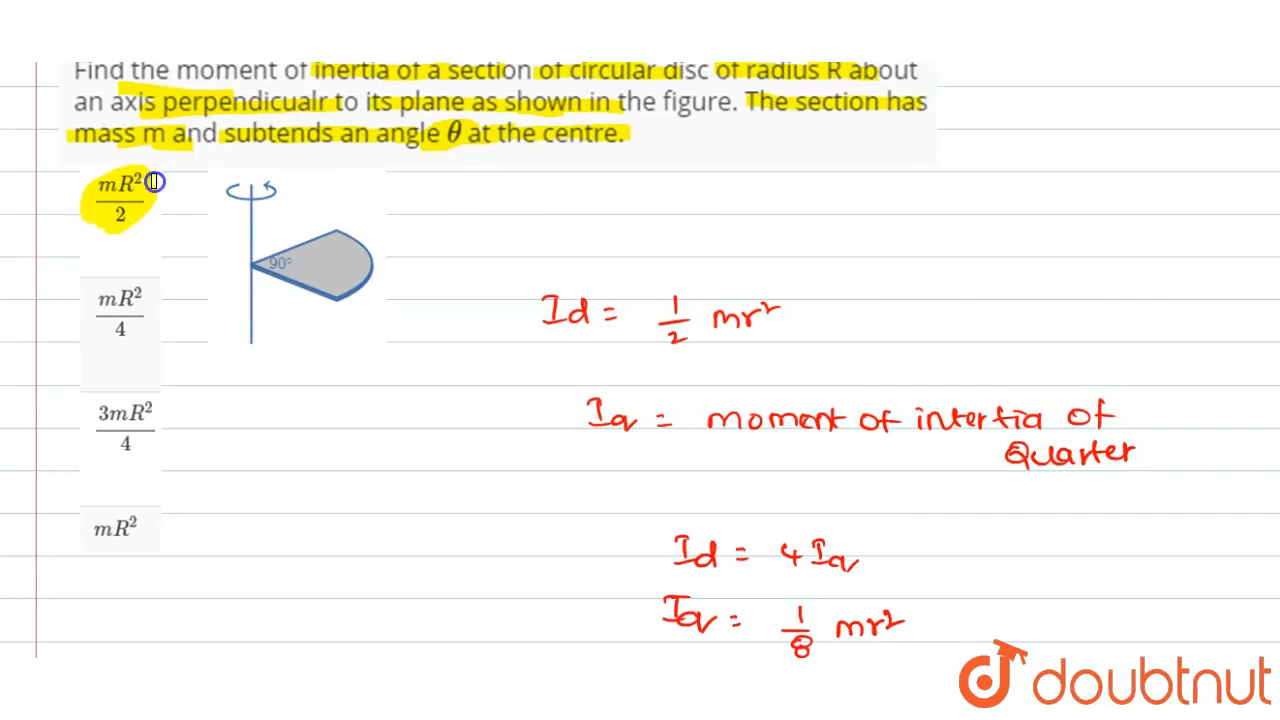 Find the moment of inertia of a section of circular disc of radius R about
an axis perpendicualr to its plane as shown in the figure. The section has
mass m and subtends an angle θ at the centre.
mR²/2
90°
mR²/4
Id = 1/2 mr²
3mR²/4
Iq = moment of intertia of
Quarter
mR²
Id = 4Iq
Iq = 1/8 mr²
doubtnut